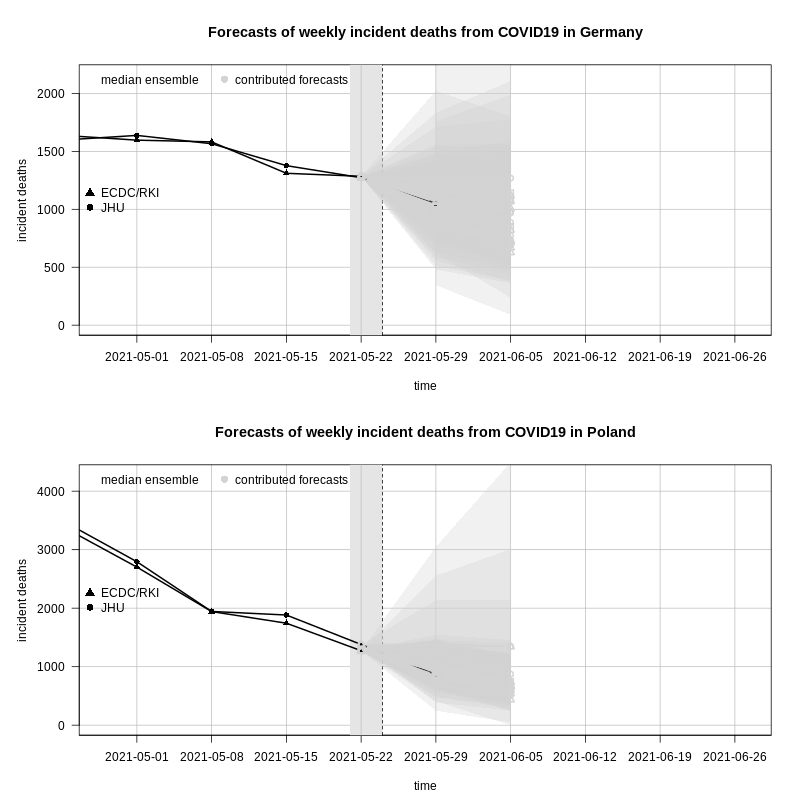 Forecasts of weekly incident deaths from COVID19 in Germany
median ensemble contributed forecasts
2000
1500
1000
500
0
incident deaths
ECDC/RKI
JHU
2021-05-01 2021-05-08 2021-05-15 2021-05-22 2021-05-29 2021-06-05 2021-06-12 2021-06-19 2021-06-26
time
Forecasts of weekly incident deaths from COVID19 in Poland
median ensemble contributed forecasts
4000
3000
2000
1000
0
incident deaths
ECDC/RKI
JHU
2021-05-01 2021-05-08 2021-05-15 2021-05-22 2021-05-29 2021-06-05 2021-06-12 2021-06-19 2021-06-26
time